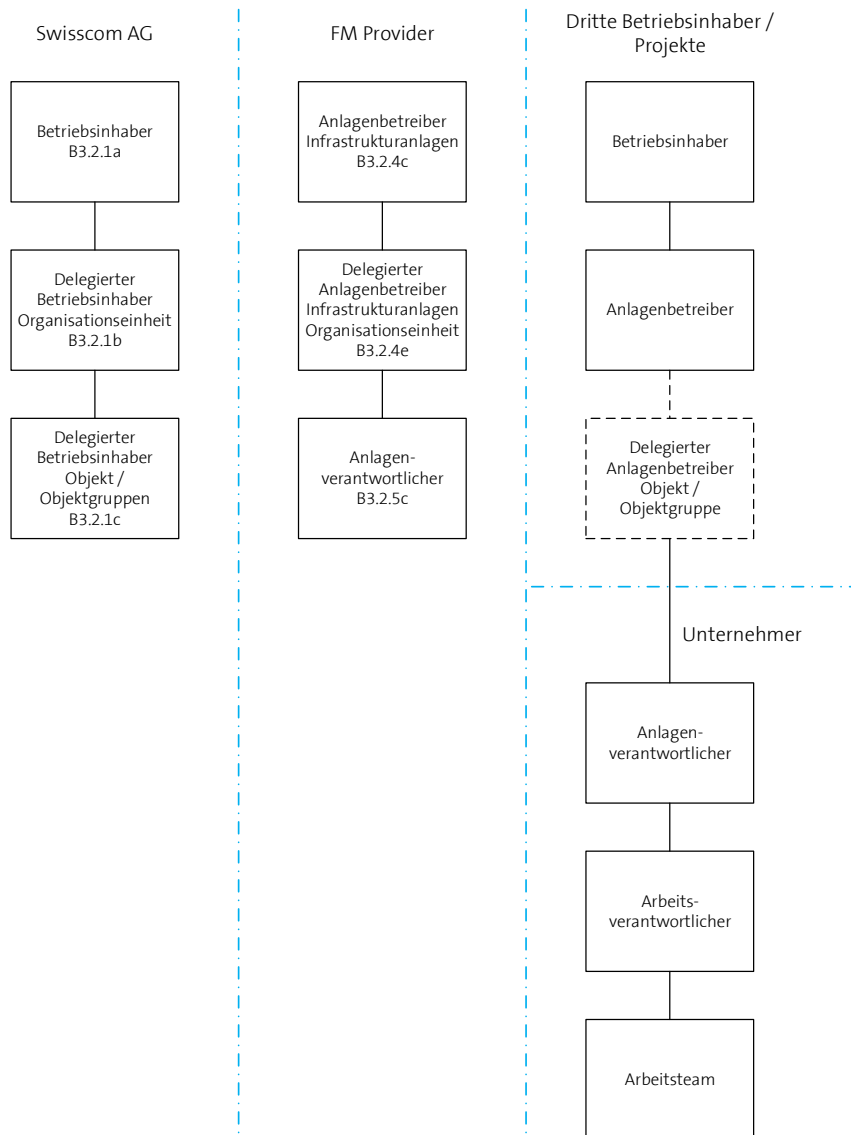 Swisscom AG
Betriebsinhaber
B3.2.1a
Delegierter
Betriebsinhaber
Organisationseinheit
B3.2.1b
Delegierter
Betriebsinhaber
Objekt /
Objektgruppen
B3.2.1c
FM Provider
Anlagenbetreiber
Infrastrukturanlagen
B3.2.4c
Delegierter
Anlagenbetreiber
Infrastrukturanlagen
Organisationseinheit
B3.2.4e
Anlagen-
verantwortlicher
B3.2.5c
Dritte Betriebsinhaber /
Projekte
Betriebsinhaber
Anlagenbetreiber
Delegierter
Anlagenbetreiber
Objekt /
Objektgruppe
Unternehmer
Anlagen-
verantwortlicher
Arbeits-
verantwortlicher
Arbeitsteam